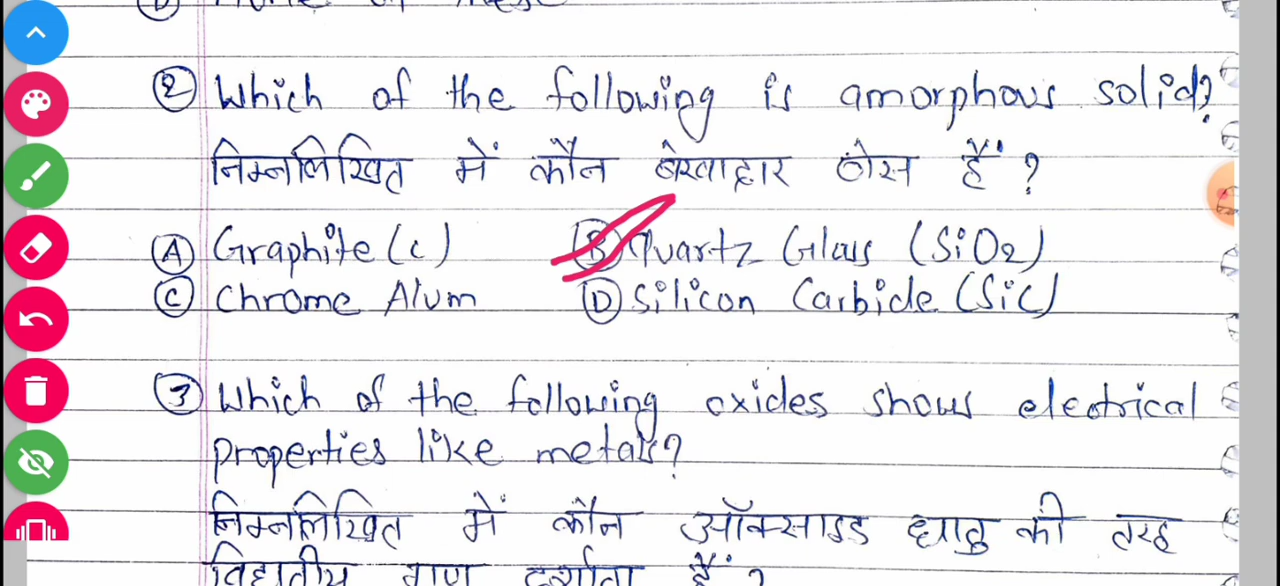 ② Which of the following is amorphous solid?
निम्नलिखित में कौन बेरवाहार ठोस हैं ?
Ⓐ Graphite (c) Ⓑ Quartz Glass (SiO2)
Ⓒ Chrome Alum Ⓓ Silicon Carbide (SiC)
③ Which of the following oxides shows electrical
properties like metals?
निम्नलिखित में कौन ऑक्साइड धातु की तरह